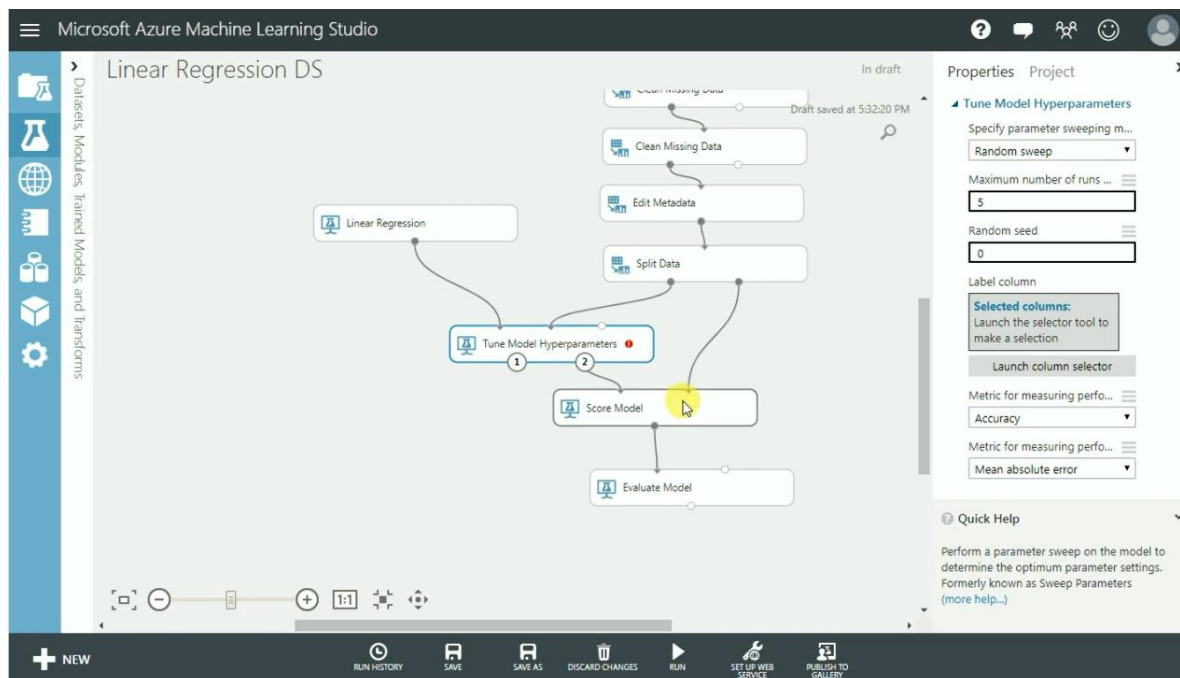 Microsoft Azure Machine Learning Studio
Datasets, Modules, Trained Models, and Transforms
Linear Regression DS
In draft
Draft saved at 5:32:20 PM
Clean Missing Data
Clean Missing Data
Edit Metadata
Linear Regression
Split Data
Tune Model Hyperparameters
1
2
Score Model
Evaluate Model
1:1
Properties Project
Tune Model Hyperparameters
Specify parameter sweeping m...
Random sweep
Maximum number of runs ...
5
Random seed
0
Label column
Selected columns:
Launch the selector tool to
make a selection
Launch column selector
Metric for measuring perfo...
Accuracy
Metric for measuring perfo...
Mean absolute error
Quick Help
Perform a parameter sweep on the model to
determine the optimum parameter settings.
Formerly known as Sweep Parameters
(more help...)
NEW
RUN HISTORY
SAVE
SAVE AS
DISCARD CHANGES
RUN
SET UP WEB
SERVICE
PUBLISH TO
GALLERY